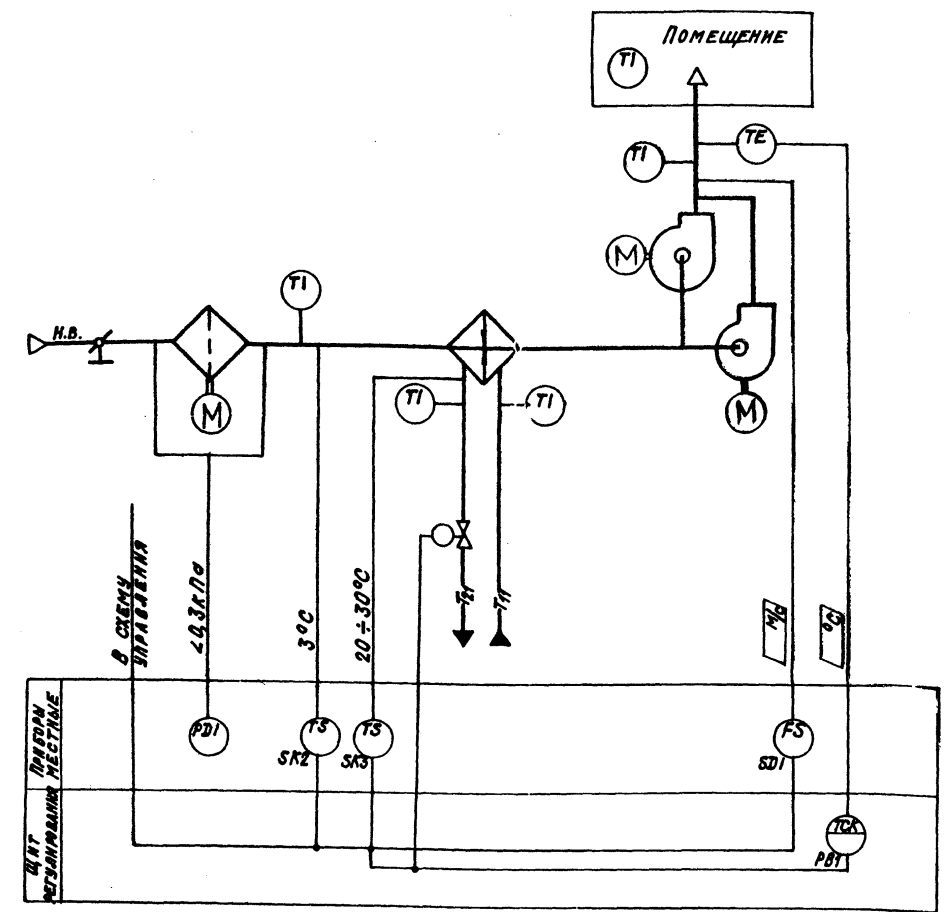 ПОМЕЩЕНИЕ
TI
TE
TI
M
TI
Н.В.
M
TI
TI
M
В СХЕМУ
УПРАВЛЕНИЯ
<0,3кПа
3°С
20÷30°С
T21
T11
М/С
°С
ПРИБОРЫ
МЕСТНЫЕ
PDI
TS
SK2
TS
SK3
FS
SD1
ЩИТ
РЕГУЛИРОВАНИЯ
TCK
PB1